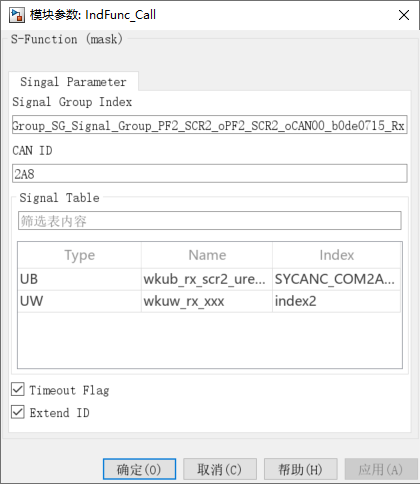 模块参数: IndFunc_Call
S-Function (mask)
Singal Parameter
Signal Group Index
Group_SG_Signal_Group_PF2_SCR2_oPF2_SCR2_oCAN00_b0de0715_Rx
CAN ID
2A8
Signal Table
筛选表内容
Type Name Index
UB wkub_rx_scr2_ure... SYCANC_COM2A...
UW wkuw_rx_xxx index2
Timeout Flag
Extend ID
确定(O) 取消(C) 帮助(H) 应用(A)